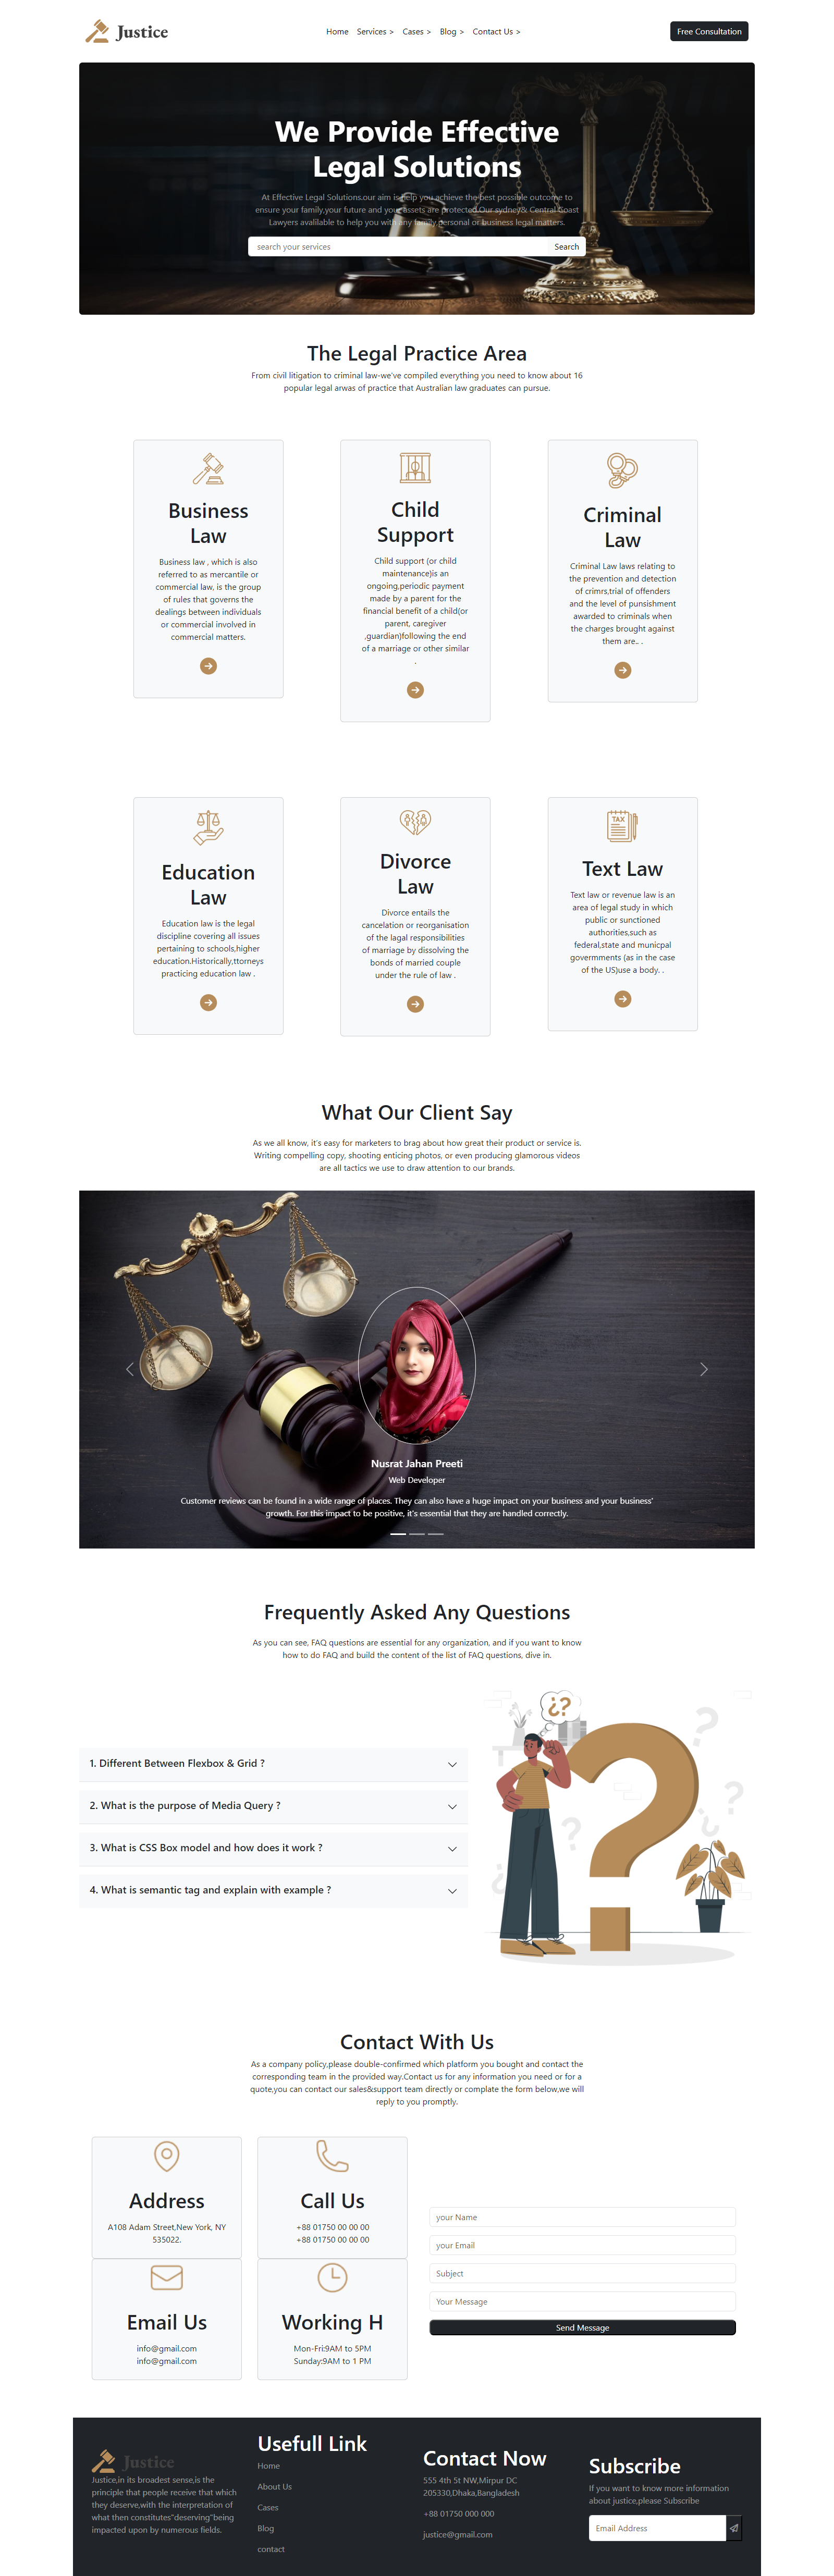 Justice
Home Services > Cases > Blog > Contact Us >
Free Consultation
We Provide Effective
Legal Solutions
At Effective Legal Solutions.our aim is help you achieve the best possible outcome to
ensure your family,your future and your assets are protected.Our sydney& Central Coast
Lawyers avalilable to help you with any family,personal or business legal matters.
search your services
Search
The Legal Practice Area
From civil litigation to criminal law-we've compiled everything you need to know about 16
popular legal arwas of practice that Australian law graduates can pursue.
Business
Law
Business law , which is also
referred to as mercantile or
commercial law, is the group
of rules that governs the
dealings between individuals
or commercial involved in
commercial matters.
Child
Support
Child support (or child
maintenance)is an
ongoing,periodic payment
made by a parent for the
financial benefit of a child(or
parent, caregiver
,guardian)following the end
of a marriage or other similar
.
Criminal
Law
Criminal Law laws relating to
the prevention and detection
of crimrs,trial of offenders
and the level of punsishment
awarded to criminals when
the charges brought against
them are.. .
Education
Law
Education law is the legal
discipline covering all issues
pertaining to schools,higher
education.Historically,ttorneys
practicing education law .
Divorce
Law
Divorce entails the
cancelation or reorganisation
of the lagal responsibilities
of marriage by dissolving the
bonds of married couple
under the rule of law .
TAX
Text Law
Text law or revenue law is an
area of legal study in which
public or sunctioned
authorities,such as
federal,state and municpal
governments (as in the case
of the US)use a body. .
What Our Client Say
As we all know, it's easy for marketers to brag about how great their product or service is.
Writing compelling copy, shooting enticing photos, or even producing glamorous videos
are all tactics we use to draw attention to our brands.
Nusrat Jahan Preeti
Web Developer
Customer reviews can be found in a wide range of places. They can also have a huge impact on your business and your business'
growth. For this impact to be positive, it's essential that they are handled correctly.
Frequently Asked Any Questions
As you can see, FAQ questions are essential for any organization, and if you want to know
how to do FAQ and build the content of the list of FAQ questions, dive in.
1. Different Between Flexbox & Grid ?
2. What is the purpose of Media Query ?
3. What is CSS Box model and how does it work ?
4. What is semantic tag and explain with example ?
¿?
?
Contact With Us
As a company policy,please double-confirmed which platform you bought and contact the
corresponding team in the provided way.Contact us for any information you need or for a
quote,you can contact our sales&support team directly or complate the form below,we will
reply to you promptly.
Address
A108 Adam Street,New York, NY
535022.
Call Us
+88 01750 00 00 00
+88 01750 00 00 00
Email Us
info@gmail.com
info@gmail.com
Working H
Mon-Fri:9AM to 5PM
Sunday:9AM to 1 PM
your Name
your Email
Subject
Your Message
Send Message
Justice
Justice,in its broadest sense,is the
principle that people receive that which
they deserve,with the interpretation of
what then constitutes"deserving"being
impacted upon by numerous fields.
Usefull Link
Home
About Us
Cases
Blog
contact
Contact Now
555 4th 5t NW,Mirpur DC
205330,Dhaka,Bangladesh
+88 01750 000 000
justice@gmail.com
Subscribe
If you want to know more information
about justice,please Subscribe
Email Address